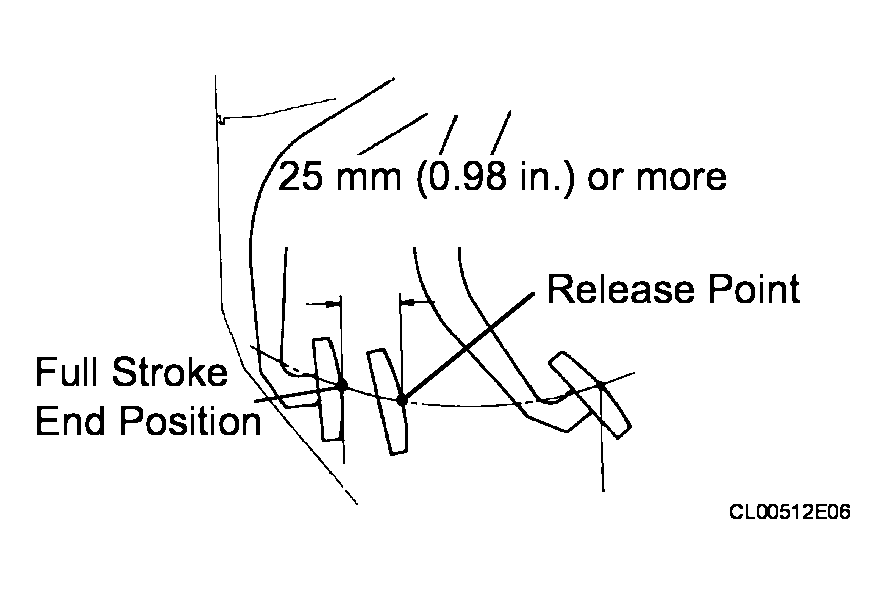 25 mm (0.98 in.) or more
Release Point
Full Stroke
End Position
CL00512E06